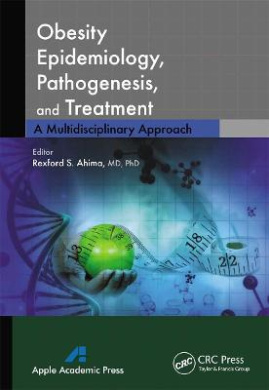 Obesity
Epidemiology,
Pathogenesis,
and Treatment
A Multidisciplinary Approach
Editor
Rexford S. Ahima, MD, PhD
Apple Academic Press
CRC
CRC Press
Taylor & Francis Group